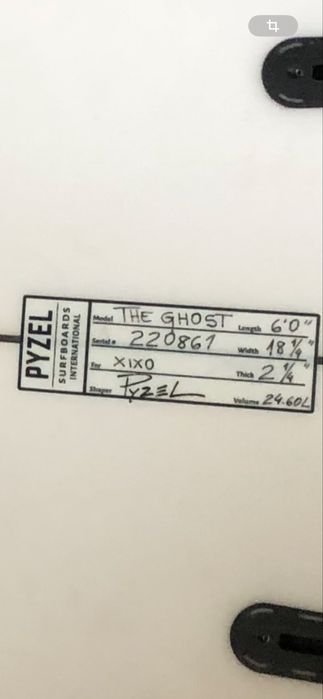 PYZEL
SURFBOARDS
INTERNATIONAL
Model THE GHOST Length 6'0"
Serial # 220861 Width 18 1/4"
For XIXO Thick 2 1/4"
Shaper PYZEL Volume 24.60L